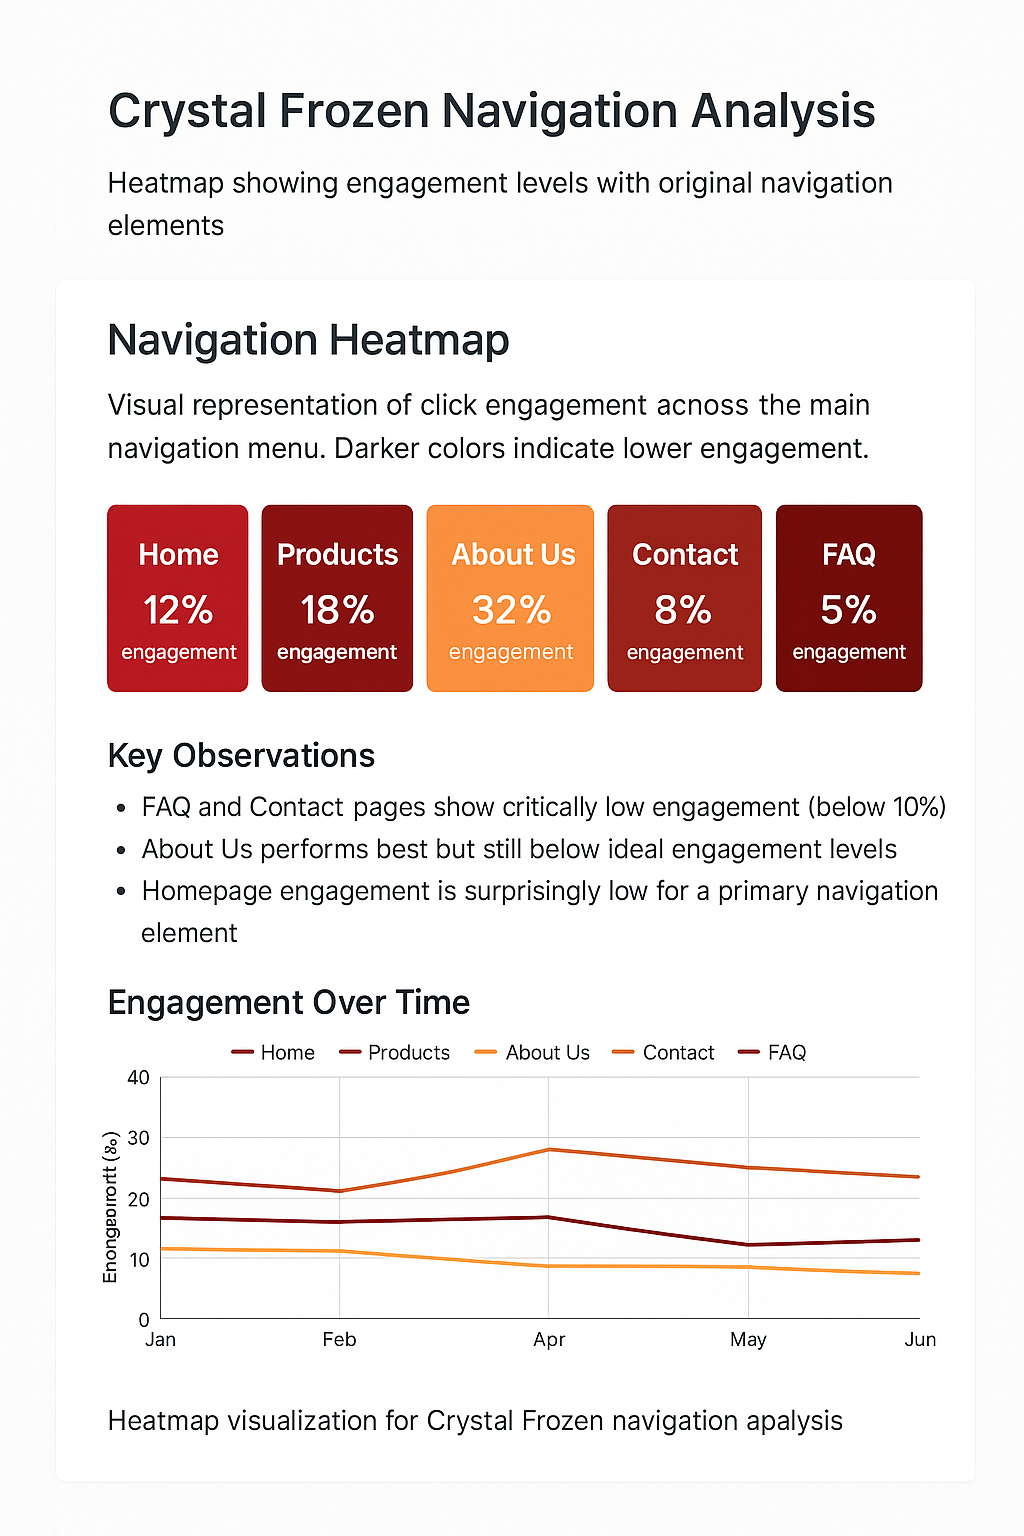 Crystal Frozen Navigation Analysis
Heatmap showing engagement levels with original navigation
elements
Navigation Heatmap
Visual representation of click engagement acnoss the main
navigation menu. Darker colors indicate lower engagement.
Home
12%
engagement
Products
18%
engagement
About Us
32%
engagement
Contact
8%
engagement
FAQ
5%
engagement
Key Observations
• FAQ and Contact pages show critically low engagement (below 10%)
• About Us performs best but still below ideal engagement levels
• Homepage engagement is surprisingly low for a primary navigation
element
Engagement Over Time
Home Products About Us Contact FAQ
40
30
20
10
0
Jan Feb Apr May Jun
Heatmap visualization for Crystal Frozen navigation apalysis